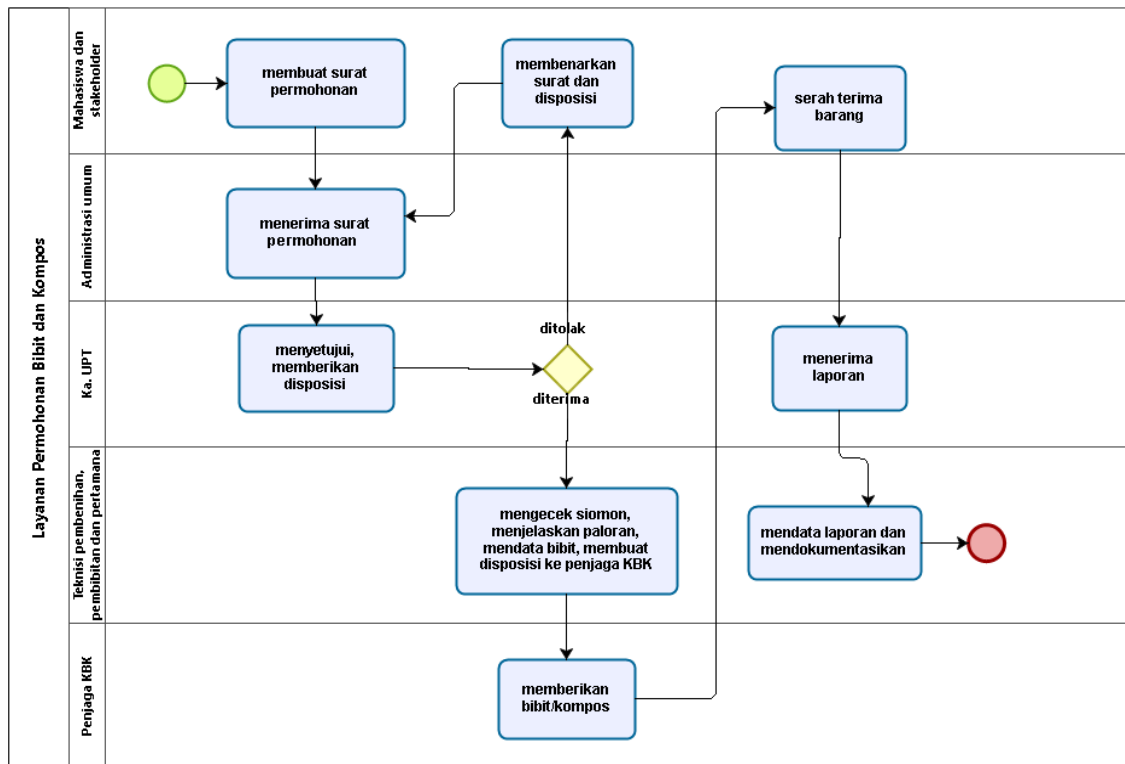 Layanan Permohonan Bibit dan Kompos
Mahasiswa dan
stakeholder
membuat surat
permohonan
membenarkan
surat dan
disposisi
serah terima
barang
Administrasi umum
menerima surat
permohonan
Ka. UPT
menyetujui,
memberikan
disposisi
ditolak
diterima
menerima
laporan
Teknisi pembenihan,
pembibitan dan pertamana
mengecek siomon,
menjelaskan paloran,
mendata bibit, membuat
disposisi ke penjaga KBK
mendata laporan dan
mendokumentasikan
Penjaga KBK
memberikan
bibit/kompos